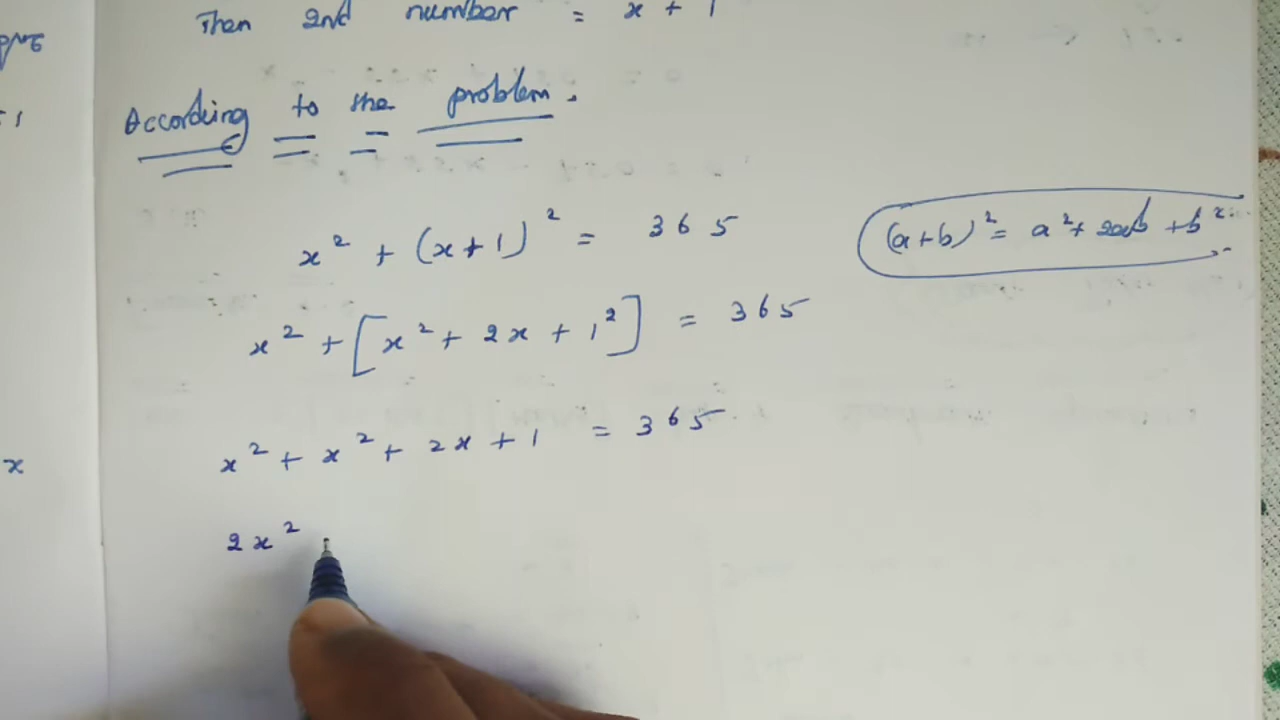 Then 2nd number = x + 1
According to the problem.
x² + (x+1)² = 365
(a+b)² = a² + 2ab + b²
x² + [x² + 2x + 1²] = 365
x² + x² + 2x + 1 = 365
x
2x²